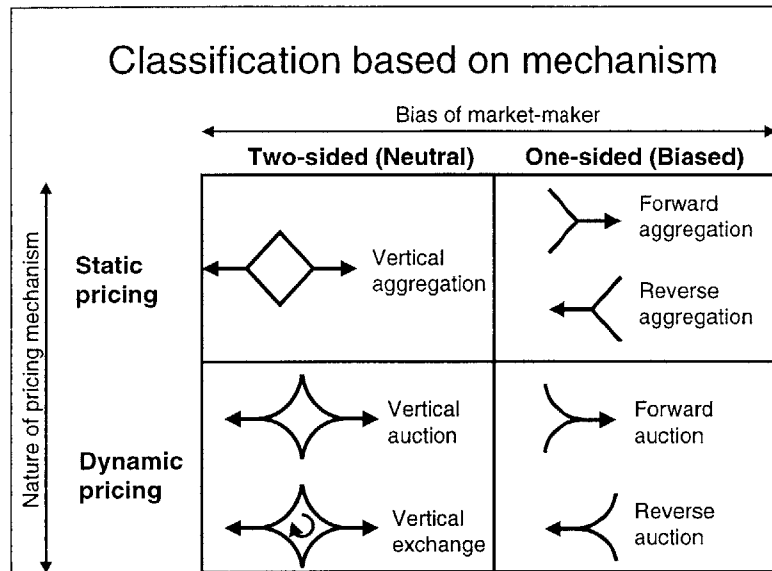 Classification based on mechanism
Bias of market-maker
Two-sided (Neutral)
One-sided (Biased)
Nature of pricing mechanism
Static
pricing
Vertical
aggregation
Forward
aggregation
Reverse
aggregation
Dynamic
pricing
Vertical
auction
Vertical
exchange
Forward
auction
Reverse
auction